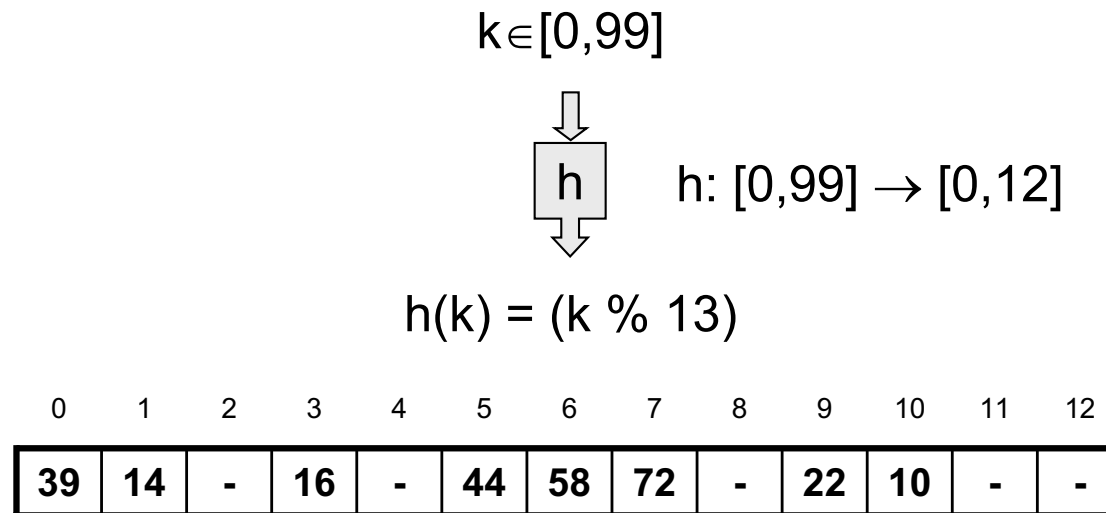 k∈[0,99]
h h: [0,99] → [0,12]
h(k) = (k % 13)
0 1 2 3 4 5 6 7 8 9 10 11 12
39 14 - 16 - 44 58 72 - 22 10 - -